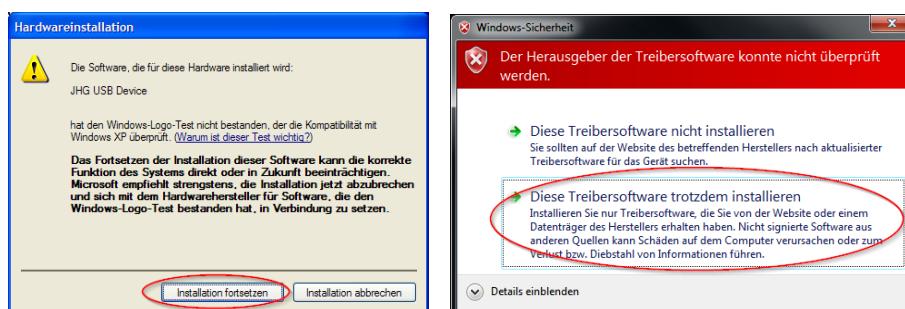 Hardwareinstallation
Die Software, die für diese Hardware installiert wird:
JHG USB Device
hat den Windows-Logo-Test nicht bestanden, der die Kompatibilität mit
Windows XP überprüft. (Warum ist dieser Test wichtig?)
Das Fortsetzen der Installation dieser Software kann die korrekte
Funktion des Systems direkt oder in Zukunft beeinträchtigen.
Microsoft empfiehlt strengstens, die Installation jetzt abzubrechen
und sich mit dem Hardwarehersteller für Software, die den
Windows-Logo-Test bestanden hat, in Verbindung zu setzen.
Installation fortsetzen
Installation abbrechen
Windows-Sicherheit
Der Herausgeber der Treibersoftware konnte nicht überprüft
werden.
Diese Treibersoftware nicht installieren
Sie sollten auf der Website des betreffenden Herstellers nach aktualisierter
Treibersoftware für das Gerät suchen.
Diese Treibersoftware trotzdem installieren
Installieren Sie nur Treibersoftware, die Sie von der Website oder einem
Datenträger des Herstellers erhalten haben. Nicht signierte Software aus
anderen Quellen kann Schäden auf dem Computer verursachen oder zum
Verlust bzw. Diebstahl von Informationen führen.
Details einblenden